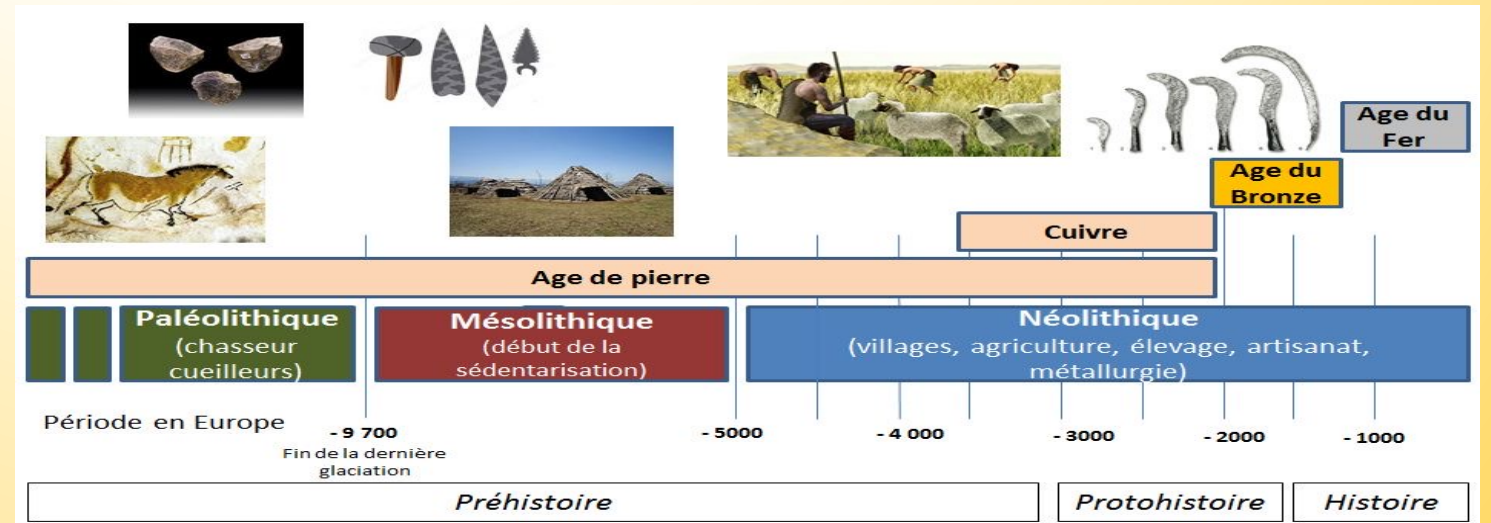 Age du
Fer
Age du
Bronze
Cuivre
Age de pierre
Paléolithique
(chasseur
cueilleurs)
Mésolithique
(début de la
sédentarisation)
Néolithique
(villages, agriculture, élevage, artisanat,
métallurgie)
Période en Europe
- 9 700
Fin de la dernière
glaciation
- 5000
- 4 000
- 3000
- 2000
- 1000
Préhistoire
Protohistoire
Histoire